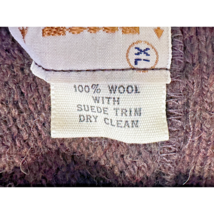 XL
100% WOOL
WITH
SUEDE TRIM
DRY CLEAN